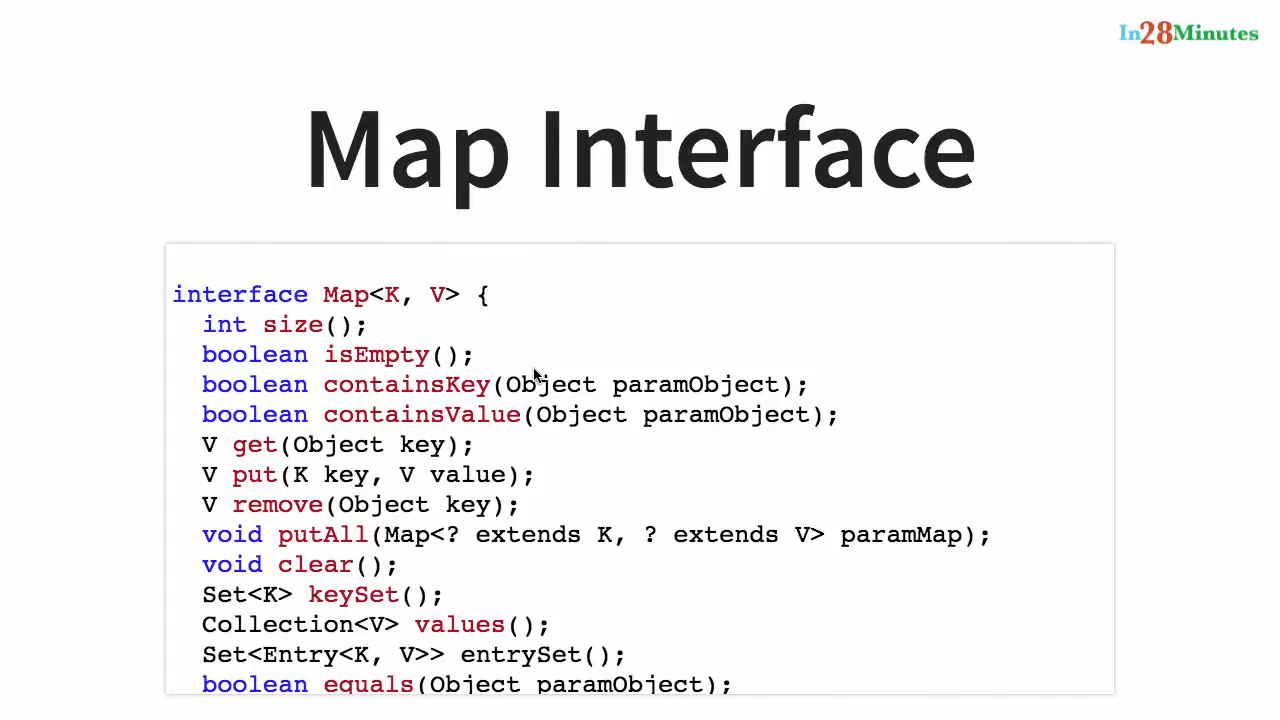 In28Minutes
Map Interface
interface Map<K, V> {
int size();
boolean isEmpty();
boolean containsKey(Object paramObject);
boolean containsValue(Object paramObject);
V get(Object key);
V put(K key, V value);
V remove(Object key);
void putAll(Map<? extends K, ? extends V> paramMap);
void clear();
Set<K> keySet();
Collection<V> values();
Set<Entry<K, V>> entrySet();
boolean equals(Object paramObject);